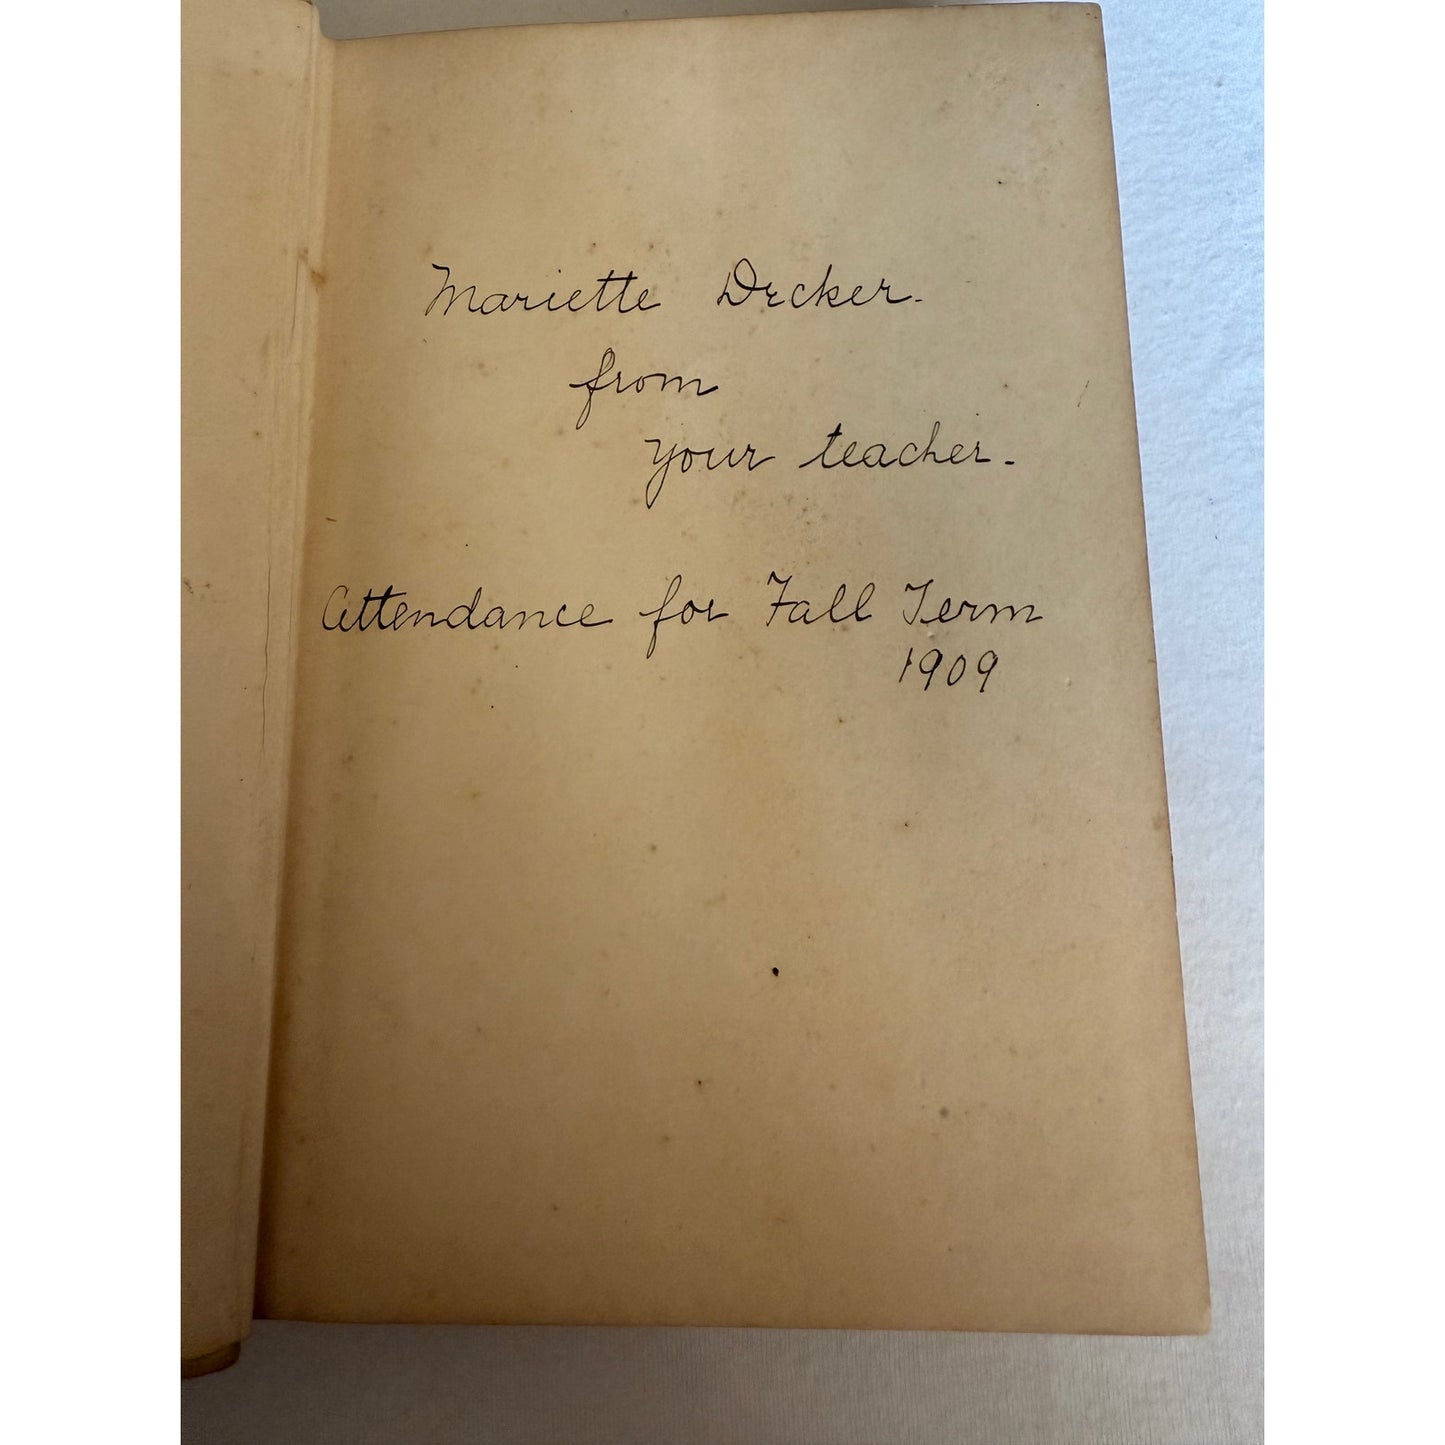 Mariette Decker.
from
your teacher.
Attendance for Fall Term
1909